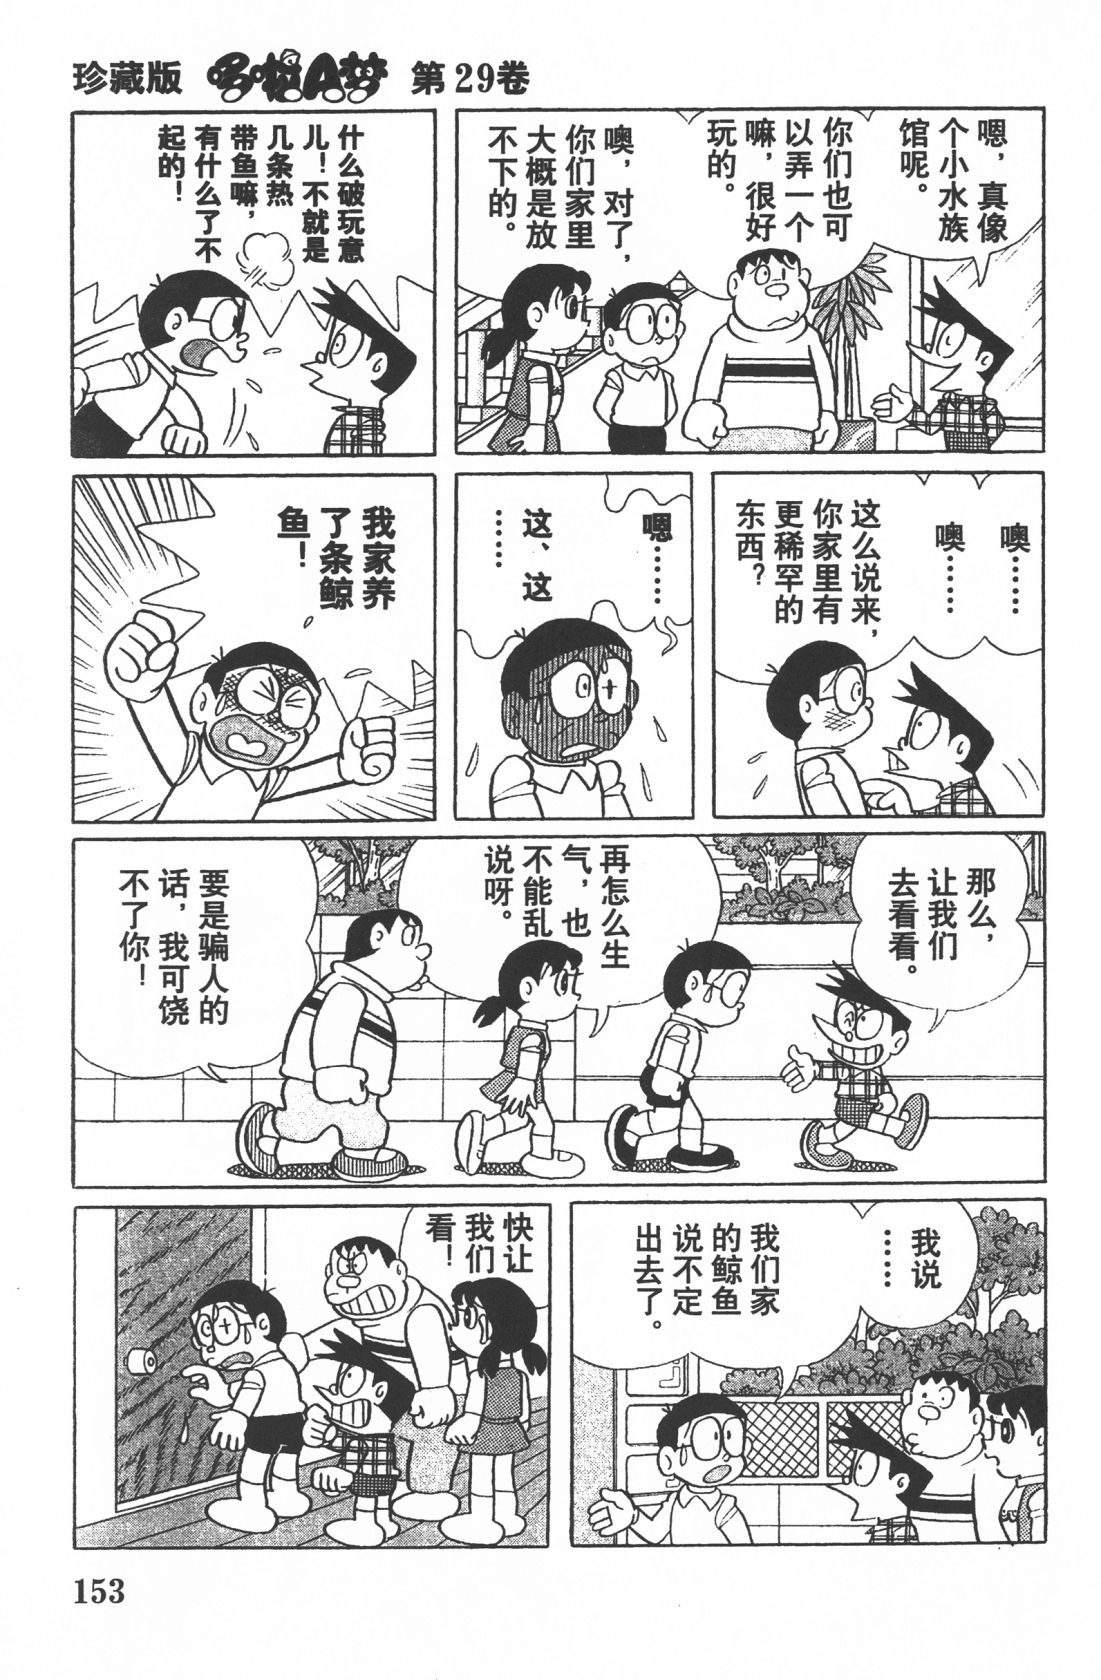 珍藏版 哆啦A梦 第29卷
嗯，真像
个小水族
馆呢。
你们也可
以弄一个
嘛，很好
玩的。
噢，对了，
你们家里
大概是放
不下的。
什么破玩意
儿！不就是
几条热
带鱼嘛，
有什么了不
起的！
噢……
噢……
这么说来，
你家里有
更稀罕的
东西？
嗯……
这、这
……
我家养
了条鲸
鱼！
那么，
让我们
去看看。
再怎么生
气，也
不能乱
说呀。
要是骗人的
话，我可饶
不了你！
我说
……
我们家
的鲸鱼
说不定
出去了。
快让
我们
看！
153